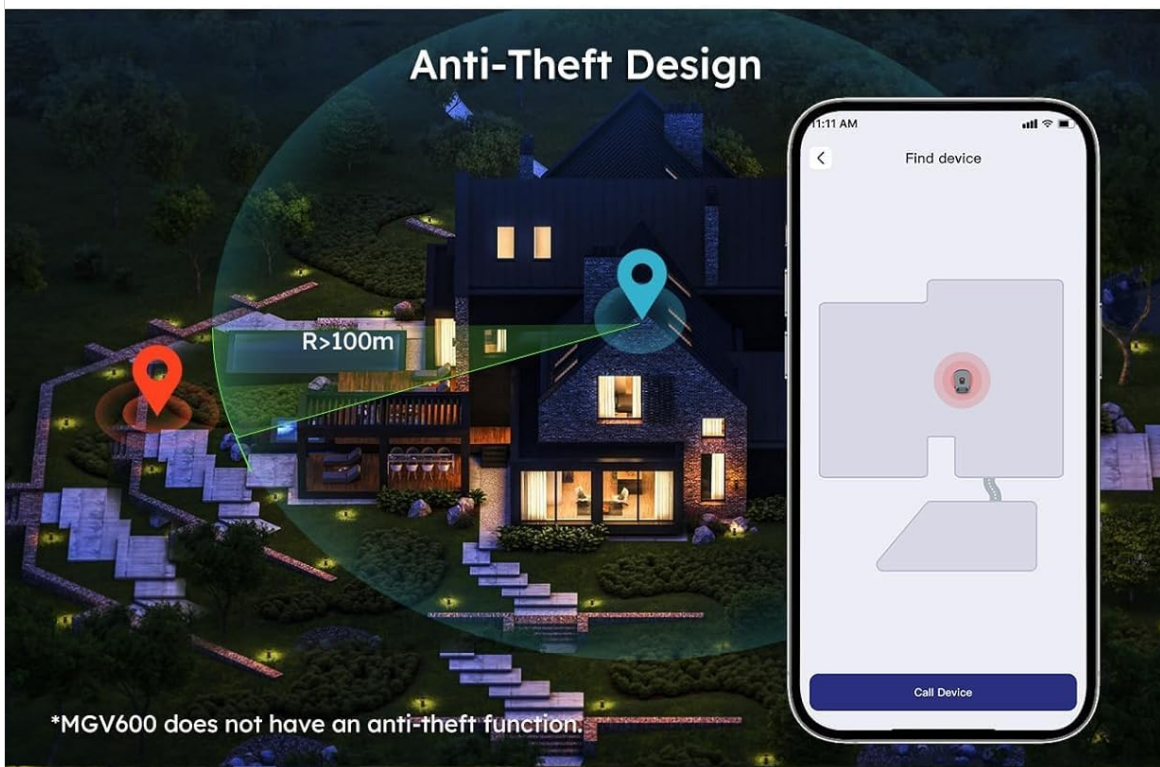 Anti-Theft Design
R>100m
*MGV600 does not have an anti-theft function.
11:11 AM
Find device
Call Device